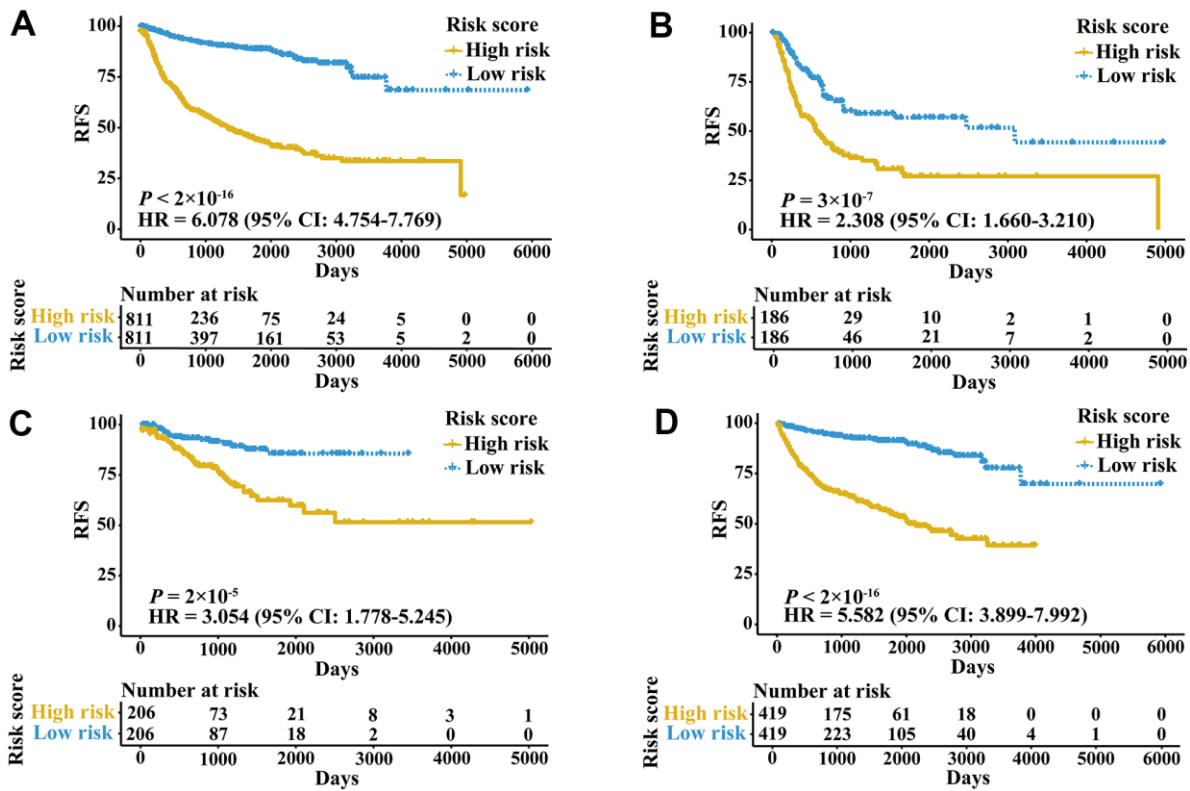 A
RFS
100
75
50
25
0
Risk score
High risk
Low risk
P < 2×10-16
HR = 6.078 (95% CI: 4.754-7.769)
0 1000 2000 3000 4000 5000 6000
Days
Number at risk
Risk score
High risk 811 236 75 24 5 0 0
Low risk 811 397 161 53 5 2 0
0 1000 2000 3000 4000 5000 6000
Days
B
RFS
100
75
50
25
0
Risk score
High risk
Low risk
P = 3×10-7
HR = 2.308 (95% CI: 1.660-3.210)
0 1000 2000 3000 4000 5000
Days
Number at risk
Risk score
High risk 186 29 10 2 1 0
Low risk 186 46 21 7 2 0
0 1000 2000 3000 4000 5000
Days
C
RFS
100
75
50
25
0
Risk score
High risk
Low risk
P = 2×10-5
HR = 3.054 (95% CI: 1.778-5.245)
0 1000 2000 3000 4000 5000
Days
Number at risk
Risk score
High risk 206 73 21 8 3 1
Low risk 206 87 18 2 0 0
0 1000 2000 3000 4000 5000
Days
D
RFS
100
75
50
25
0
Risk score
High risk
Low risk
P < 2×10-16
HR = 5.582 (95% CI: 3.899-7.992)
0 1000 2000 3000 4000 5000 6000
Days
Number at risk
Risk score
High risk 419 175 61 18 0 0 0
Low risk 419 223 105 40 4 1 0
0 1000 2000 3000 4000 5000 6000
Days